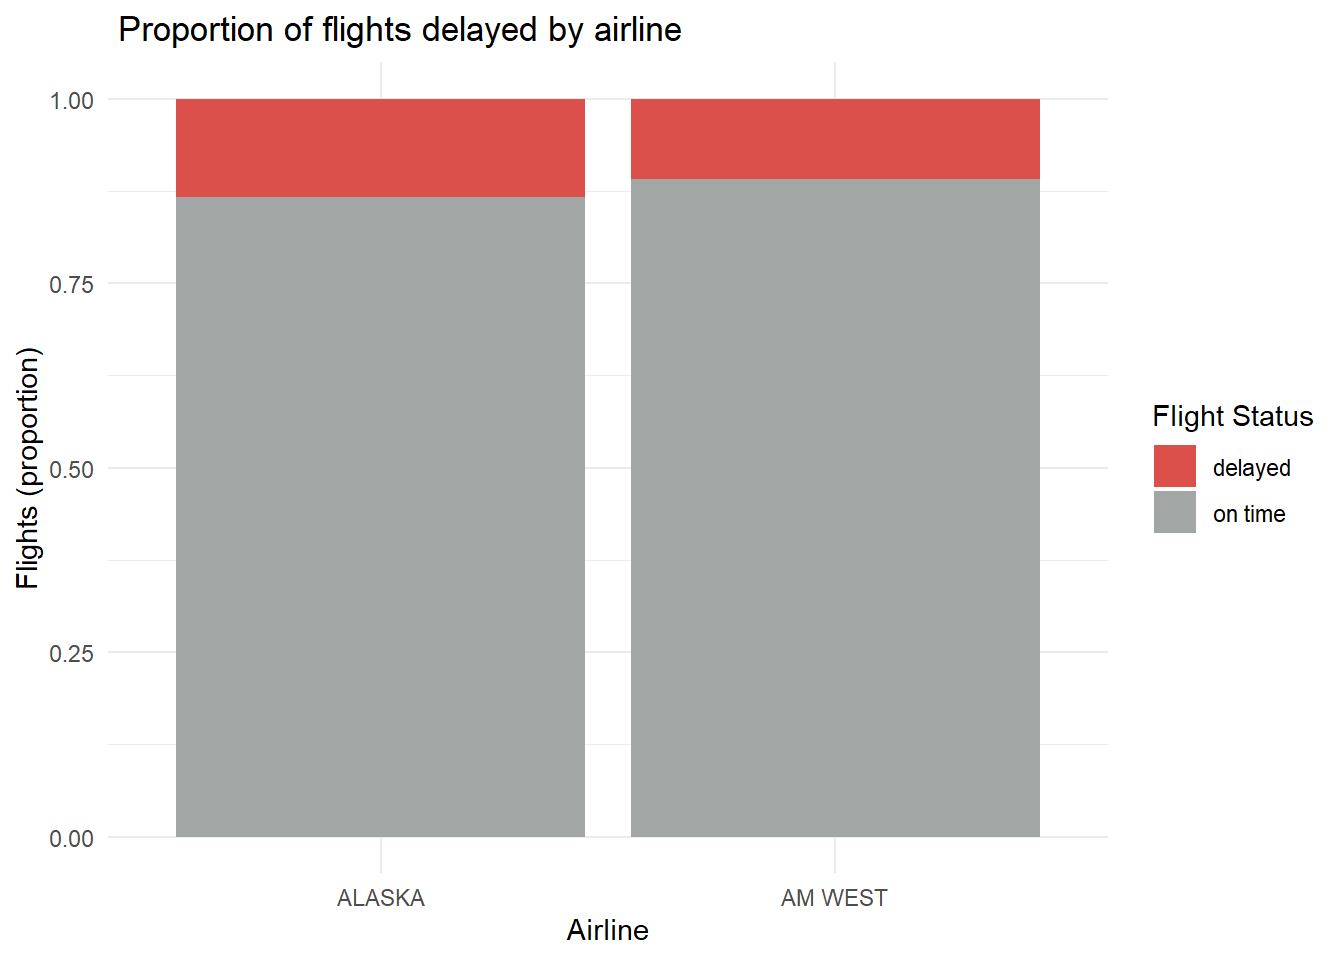 Proportion of flights delayed by airline
1.00
0.75
0.50
0.25
0.00
Flights (proportion)
ALASKA
AM WEST
Airline
Flight Status
delayed
on time